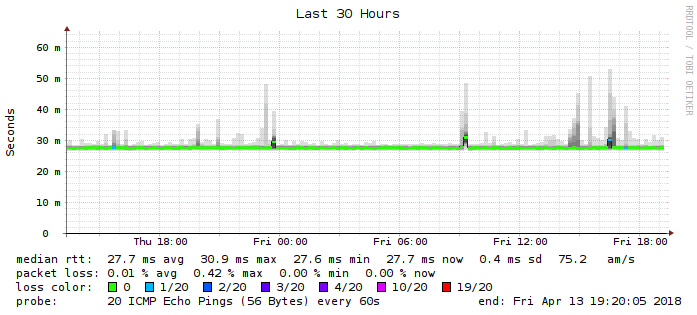 Last 30 Hours
RRDTOOL / TOBI OETIKER
Seconds
60 m
50 m
40 m
30 m
20 m
10 m
0
Thu 18:00 Fri 00:00 Fri 06:00 Fri 12:00 Fri 18:00
median rtt: 27.7 ms avg 30.9 ms max 27.6 ms min 27.7 ms now 0.4 ms sd 75.2 am/s
packet loss: 0.01 % avg 0.42 % max 0.00 % min 0.00 % now
loss color: 0 1/20 2/20 3/20 4/20 10/20 19/20
probe: 20 ICMP Echo Pings (56 Bytes) every 60s end: Fri Apr 13 19:20:05 2018